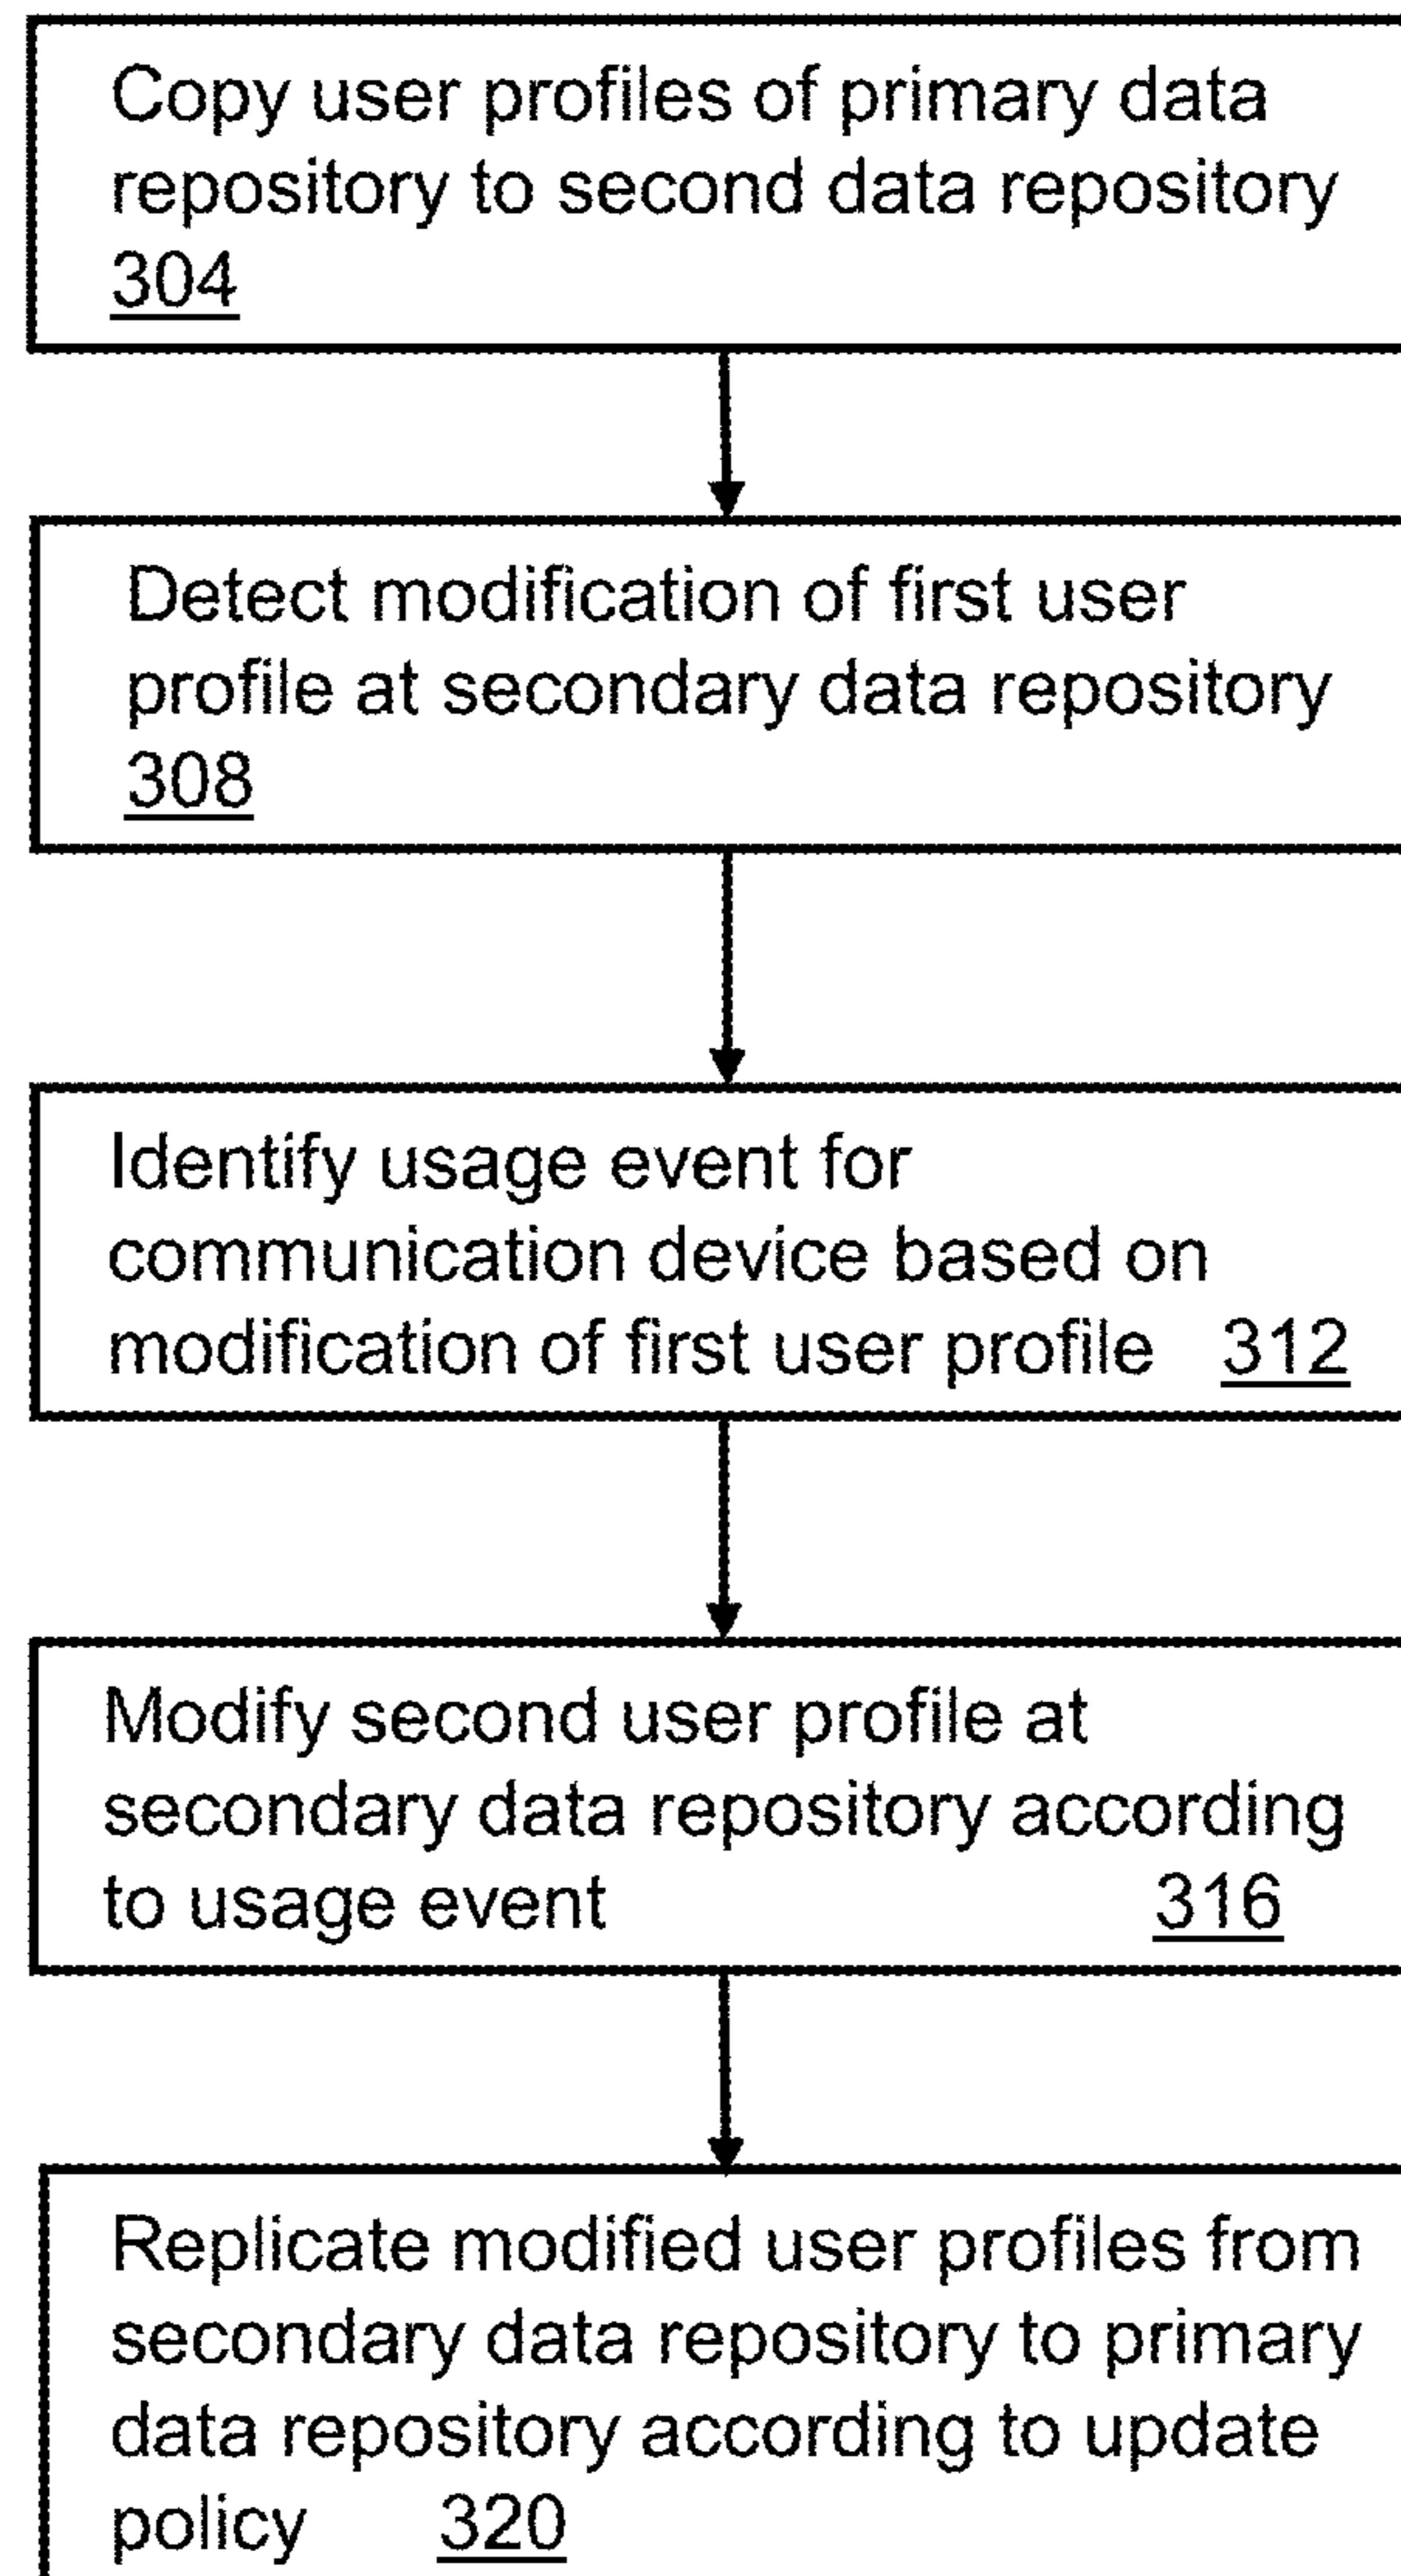 Copy user profiles of primary data
repository to second data repository
304
Detect modification of first user
profile at secondary data repository
308
Identify usage event for
communication device based on
modification of first user profile 312
Modify second user profile at
secondary data repository according
to usage event 316
Replicate modified user profiles from
secondary data repository to primary
data repository according to update
policy 320